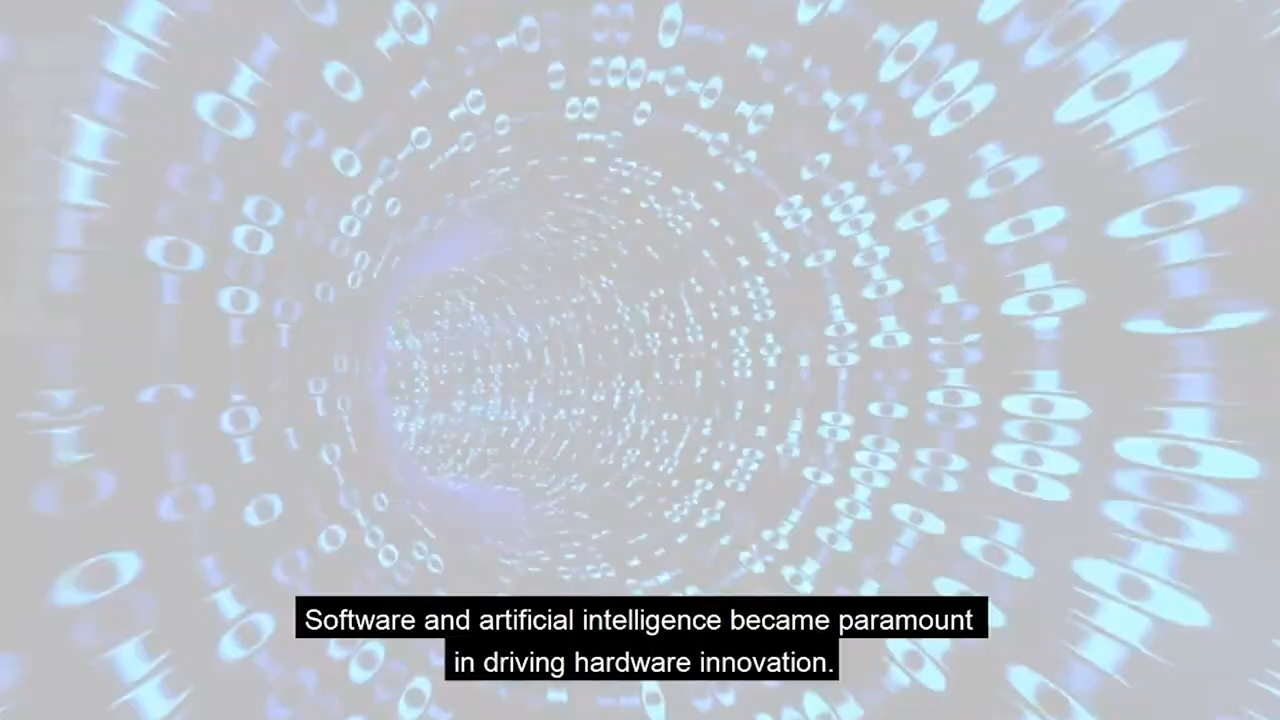 Software and artificial intelligence became paramount
in driving hardware innovation.